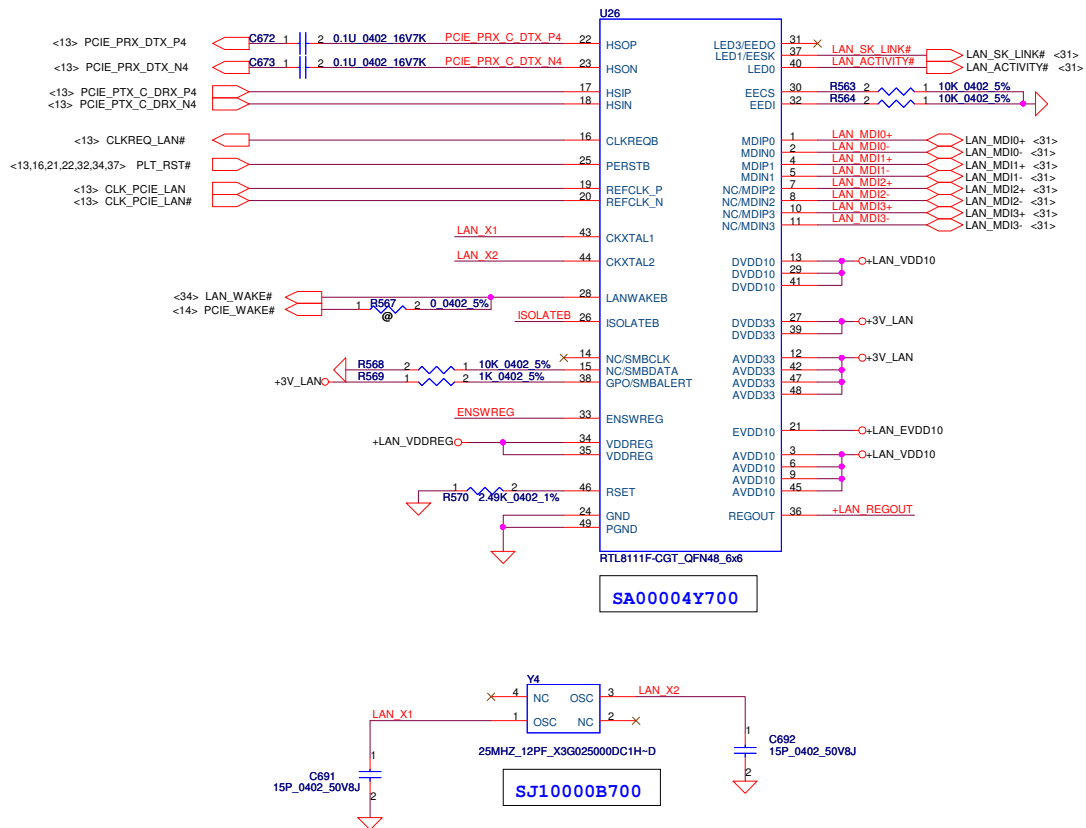 U26
<13> PCIE_PRX_DTX_P4 C672 1 2 0.1U_0402_16V7K PCIE_PRX_C_DTX_P4 22 HSOP
<13> PCIE_PRX_DTX_N4 C673 1 2 0.1U_0402_16V7K PCIE_PRX_C_DTX_N4 23 HSON
<13> PCIE_PTX_C_DRX_P4 17 HSIP
<13> PCIE_PTX_C_DRX_N4 18 HSIN
<13> CLKREQ_LAN# 16 CLKREQB
<13,16,21,22,32,34,37> PLT_RST# 25 PERSTB
<13> CLK_PCIE_LAN 19 REFCLK_P
<13> CLK_PCIE_LAN# 20 REFCLK_N
LAN_X1 43 CKXTAL1
LAN_X2 44 CKXTAL2
<34> LAN_WAKE# 28 LANWAKEB
<14> PCIE_WAKE# 1 R567 2 0_0402_5%
@
ISOLATEB 26 ISOLATEB
14 NC/SMBCLK
R568 2 1 10K_0402_5% 15 NC/SMBDATA
+3V_LAN R569 1 2 1K_0402_5% 38 GPO/SMBALERT
ENSWREG 33 ENSWREG
+LAN_VDDREG 34 VDDREG
35 VDDREG
1 R570 2 2.49K_0402_1% 46 RSET
24 GND
49 PGND
LED3/EEDO 31
LED1/EESK 37 LAN_SK_LINK# LAN_SK_LINK# <31>
LED0 40 LAN_ACTIVITY# LAN_ACTIVITY# <31>
EECS 30 R563 2 1 10K_0402_5%
EEDI 32 R564 2 1 10K_0402_5%
MDIP0 1 LAN_MDI0+ LAN_MDI0+ <31>
MDIN0 2 LAN_MDI0- LAN_MDI0- <31>
MDIP1 4 LAN_MDI1+ LAN_MDI1+ <31>
MDIN1 5 LAN_MDI1- LAN_MDI1- <31>
NC/MDIP2 7 LAN_MDI2+ LAN_MDI2+ <31>
NC/MDIN2 8 LAN_MDI2- LAN_MDI2- <31>
NC/MDIP3 10 LAN_MDI3+ LAN_MDI3+ <31>
NC/MDIN3 11 LAN_MDI3- LAN_MDI3- <31>
DVDD10 13 +LAN_VDD10
DVDD10 29
DVDD10 41
DVDD33 27 +3V_LAN
DVDD33 39
AVDD33 12 +3V_LAN
AVDD33 42
AVDD33 47
AVDD33 48
EVDD10 21 +LAN_EVDD10
AVDD10 3 +LAN_VDD10
AVDD10 6
AVDD10 9
AVDD10 45
REGOUT 36 +LAN_REGOUT
RTL8111F-CGT_QFN48_6x6
SA00004Y700
Y4
4 NC OSC 3 LAN_X2
LAN_X1 1 OSC NC 2
25MHZ_12PF_X3G025000DC1H~D
1 C691 15P_0402_50V8J 2
1 C692 15P_0402_50V8J 2
SJ10000B700